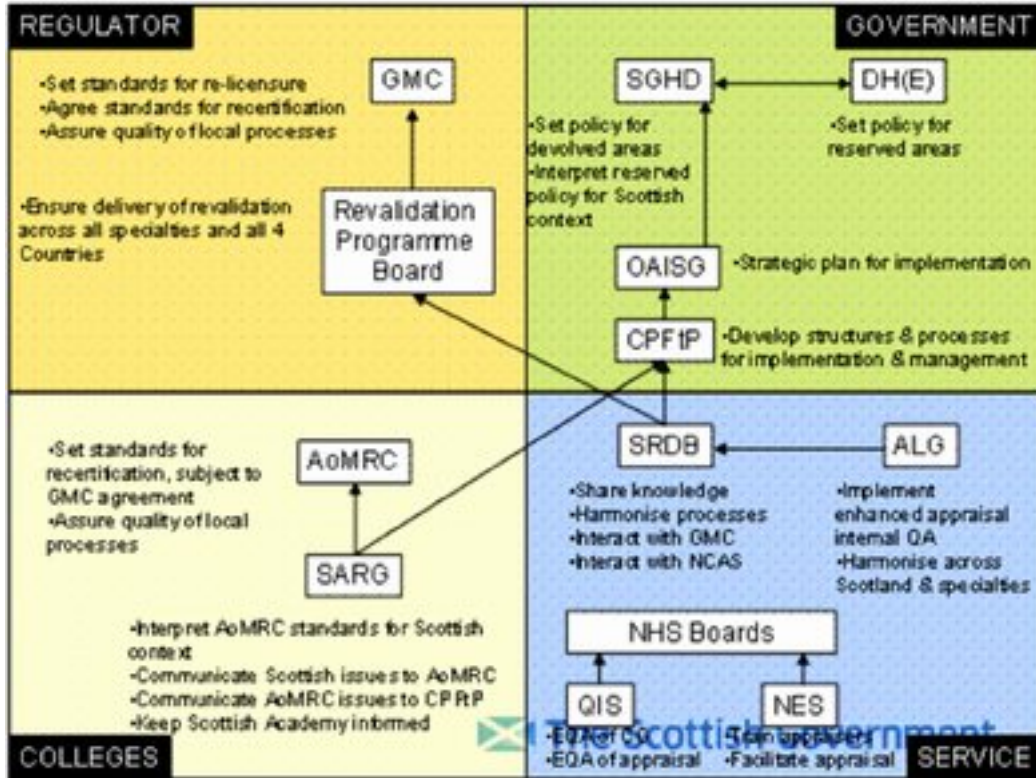 REGULATOR
GMC
•Set standards for re-licensure
•Agree standards for recertification
•Assure quality of local processes
•Ensure delivery of revalidation
across all specialties and all 4
Countries
Revalidation
Programme
Board
GOVERNMENT
SGHD
DH(E)
•Set policy for
devolved areas
•Interpret reserved
policy for Scottish
context
•Set policy for
reserved areas
OAISG
•Strategic plan for implementation
CPFtP
•Develop structures & processes
for implementation & management
•Set standards for
recertification, subject to
GMC agreement
•Assure quality of local
processes
AoMRC
SARG
•Interpret AoMRC standards for Scottish
context
•Communicate Scottish issues to AoMRC
•Communicate AoMRC issues to CPFtP
•Keep Scottish Academy informed
COLLEGES
SRDB
ALG
•Share knowledge
•Harmonise processes
•Interact with GMC
•Interact with NCAS
•Implement
enhanced appraisal
internal QA
•Harmonise across
Scotland & specialties
NHS Boards
QIS
NES
•EQA of
•EQA of appraisal
•Train appraisers
•Facilitate appraisal
The Scottish Government
SERVICE